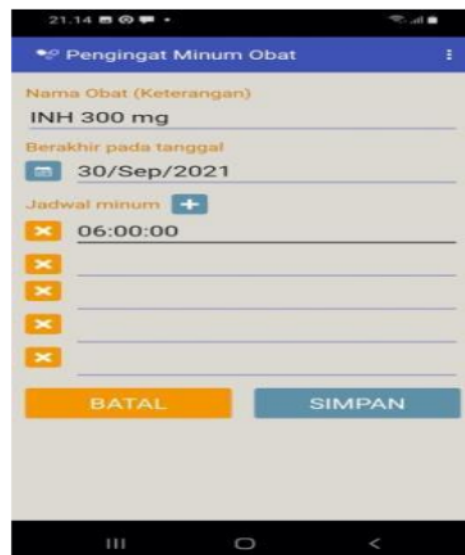 21.14
Pengingat Minum Obat
Nama Obat (Keterangan)
INH 300 mg
Berakhir pada tanggal
30/Sep/2021
Jadwal minum
06:00:00
BATAL
SIMPAN